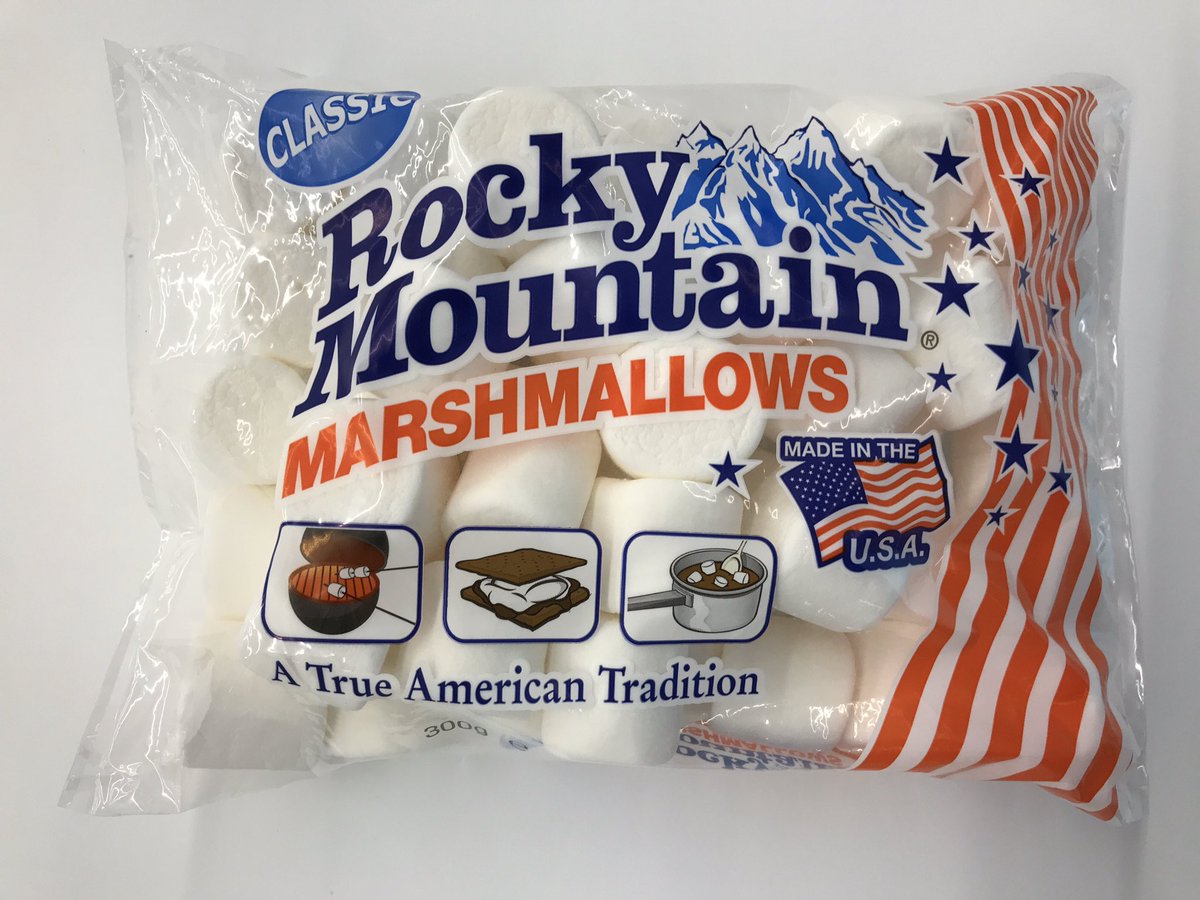 CLASSIC
Rocky
Mountain
®
MARSHMALLOWS
MADE IN THE
U.S.A.
A True American Tradition
300g